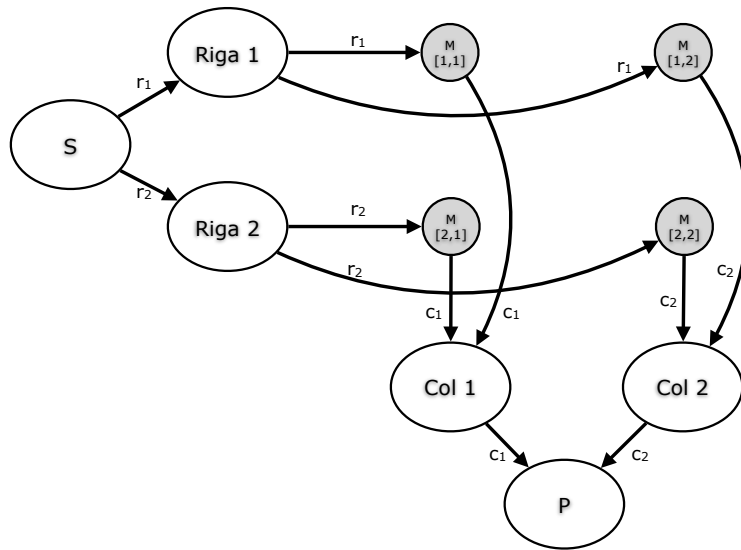 Riga 1
r₁
M
[1,1]
M
[1,2]
r₁
r₁
S
r₂
Riga 2
r₂
M
[2,1]
M
[2,2]
r₂
c₁
c₁
c₂
c₂
Col 1
Col 2
c₁
c₂
P